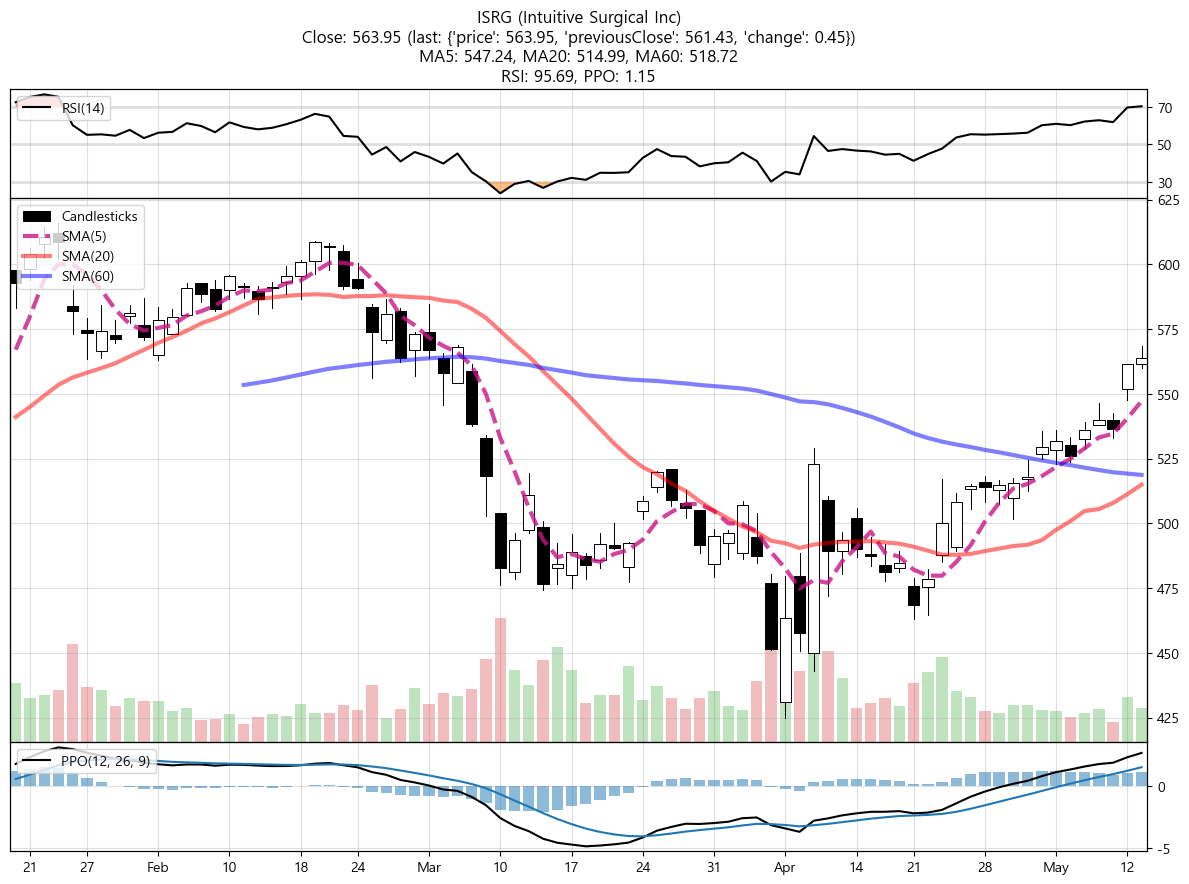 ISRG (Intuitive Surgical Inc)
Close: 563.95 (last: {'price': 563.95, 'previousClose': 561.43, 'change': 0.45})
MA5: 547.24, MA20: 514.99, MA60: 518.72
RSI: 95.69, PPO: 1.15
RSI(14)
70
50
30
625
Candlesticks
SMA(5)
SMA(20)
SMA(60)
600
575
550
525
500
475
450
425
PPO(12, 26, 9)
0
-5
21 27 Feb 10 18 24 Mar 10 17 24 31 Apr 14 21 28 May 12